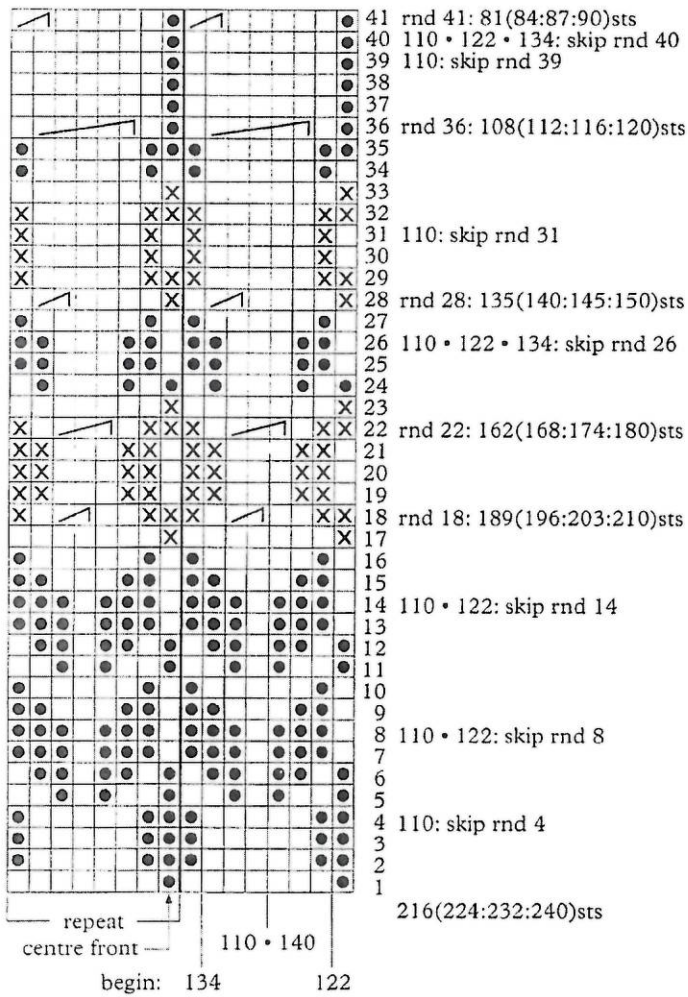 41 rnd 41: 81(84:87:90)sts
40 110 • 122 • 134: skip rnd 40
39 110: skip rnd 39
38
37
36 rnd 36: 108(112:116:120)sts
35
34
33
32
31 110: skip rnd 31
30
29
28 rnd 28: 135(140:145:150)sts
27
26 110 • 122 • 134: skip rnd 26
25
24
23
22 rnd 22: 162(168:174:180)sts
21
20
19
18 rnd 18: 189(196:203:210)sts
17
16
15
14 110 • 122: skip rnd 14
13
12
11
10
9
8 110 • 122: skip rnd 8
7
6
5
4 110: skip rnd 4
3
2
1
216(224:232:240)sts
repeat
centre front
110 • 140
begin: 134 122